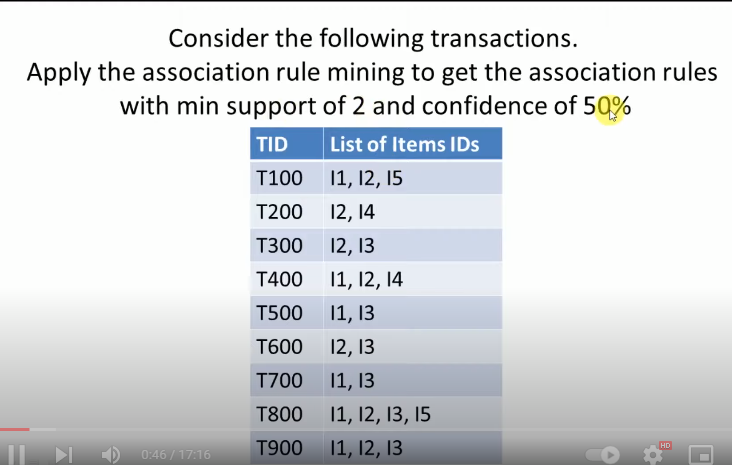 Consider the following transactions.
Apply the association rule mining to get the association rules
with min support of 2 and confidence of 50%
TID List of Items IDs
T100 I1, I2, I5
T200 I2, I4
T300 I2, I3
T400 I1, I2, I4
T500 I1, I3
T600 I2, I3
T700 I1, I3
T800 I1, I2, I3, I5
T900 I1, I2, I3
0:46 / 17:16
HD